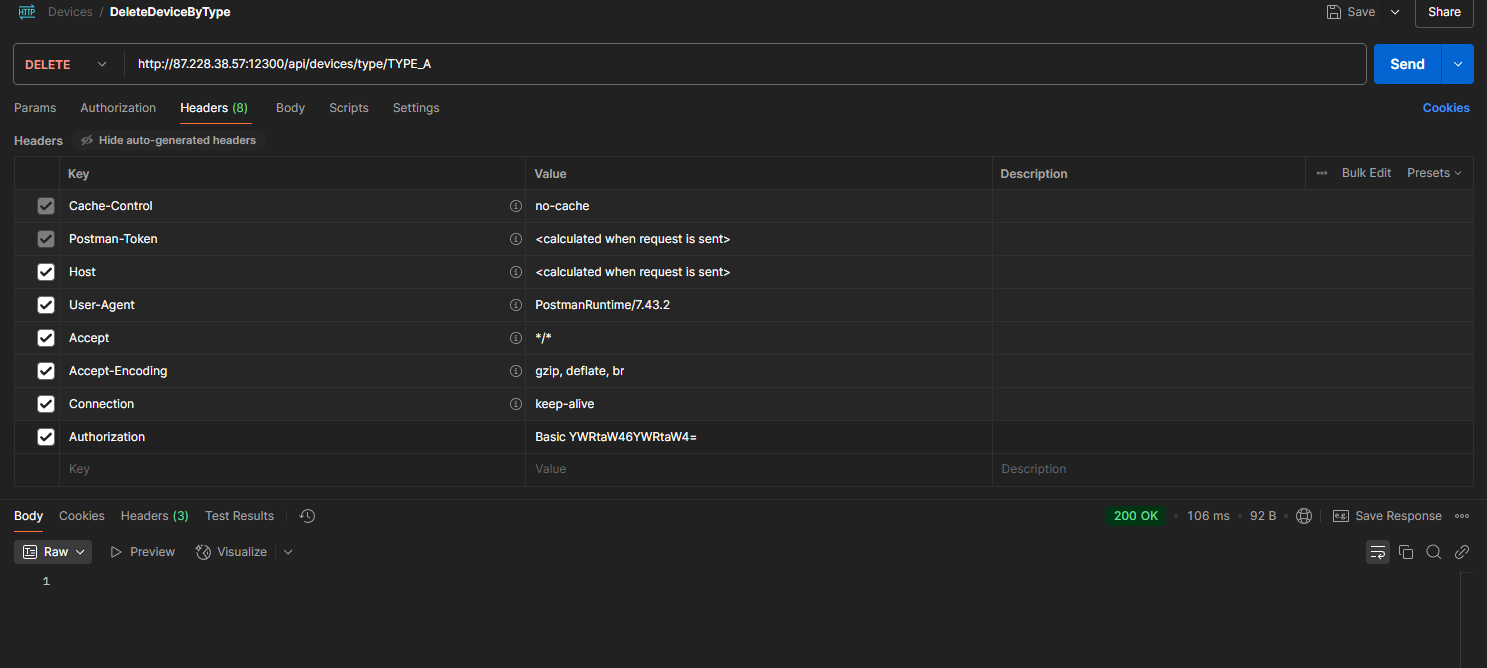 HTTP Devices / DeleteDeviceByType Save Share
DELETE http://87.228.38.57:12300/api/devices/type/TYPE_A Send
Params Authorization Headers (8) Body Scripts Settings Cookies
Headers Hide auto-generated headers
Key Value Description Bulk Edit Presets
Cache-Control no-cache
Postman-Token <calculated when request is sent>
Host <calculated when request is sent>
User-Agent PostmanRuntime/7.43.2
Accept */*
Accept-Encoding gzip, deflate, br
Connection keep-alive
Authorization Basic YWRtaW46YWRtaW4=
Key Value Description
Body Cookies Headers (3) Test Results 200 OK 106 ms 92 B e.g. Save Response
Raw Preview Visualize
1